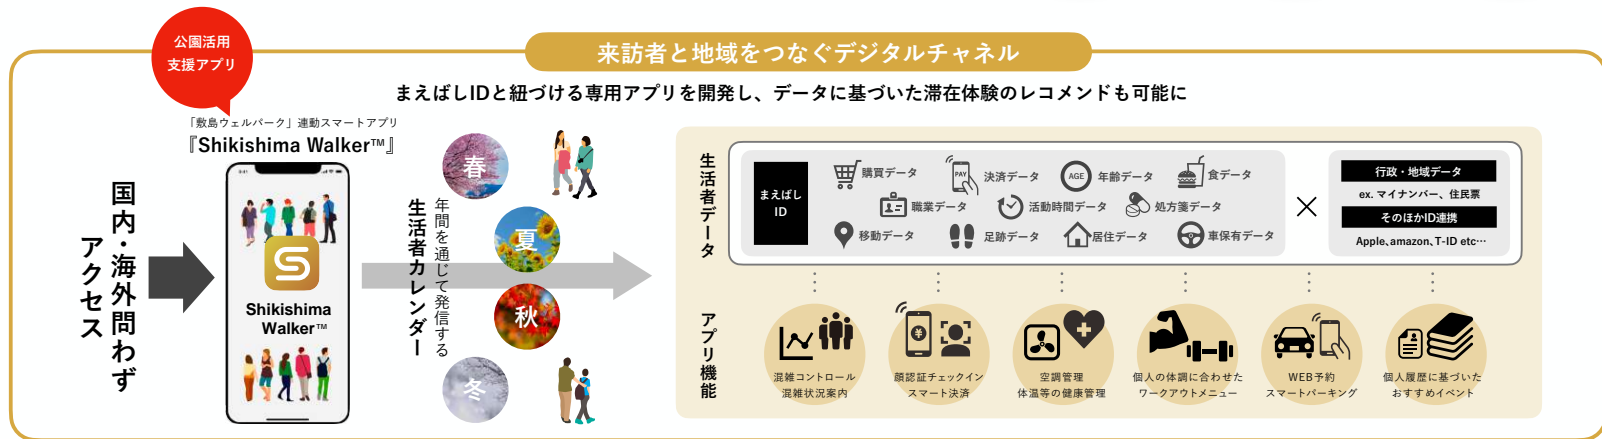 公園活用
支援アプリ
来訪者と地域をつなぐデジタルチャネル
まえばしIDと紐づける専用アプリを開発し、データに基づいた滞在体験のレコメンドも可能に
「敷島ウェルパーク」連動スマートアプリ
『Shikishima Walker™』
国内・海外問わず
アクセス
Shikishima
Walker™
年間を通じて発信する
生活者カレンダー
春
夏
秋
冬
生活者データ
まえばし
ID
購買データ
PAY
決済データ
AGE
年齢データ
食データ
職業データ
活動時間データ
処方箋データ
移動データ
足跡データ
居住データ
車保有データ
×
行政・地域データ
ex. マイナンバー、住民票
そのほかID連携
Apple、amazon、T-ID etc…
アプリ機能
混雑コントロール
混雑状況案内
顔認証チェックイン
スマート決済
空調管理
体温等の健康管理
個人の体調に合わせた
ワークアウトメニュー
WEB予約
スマートパーキング
個人履歴に基づいた
おすすめイベント